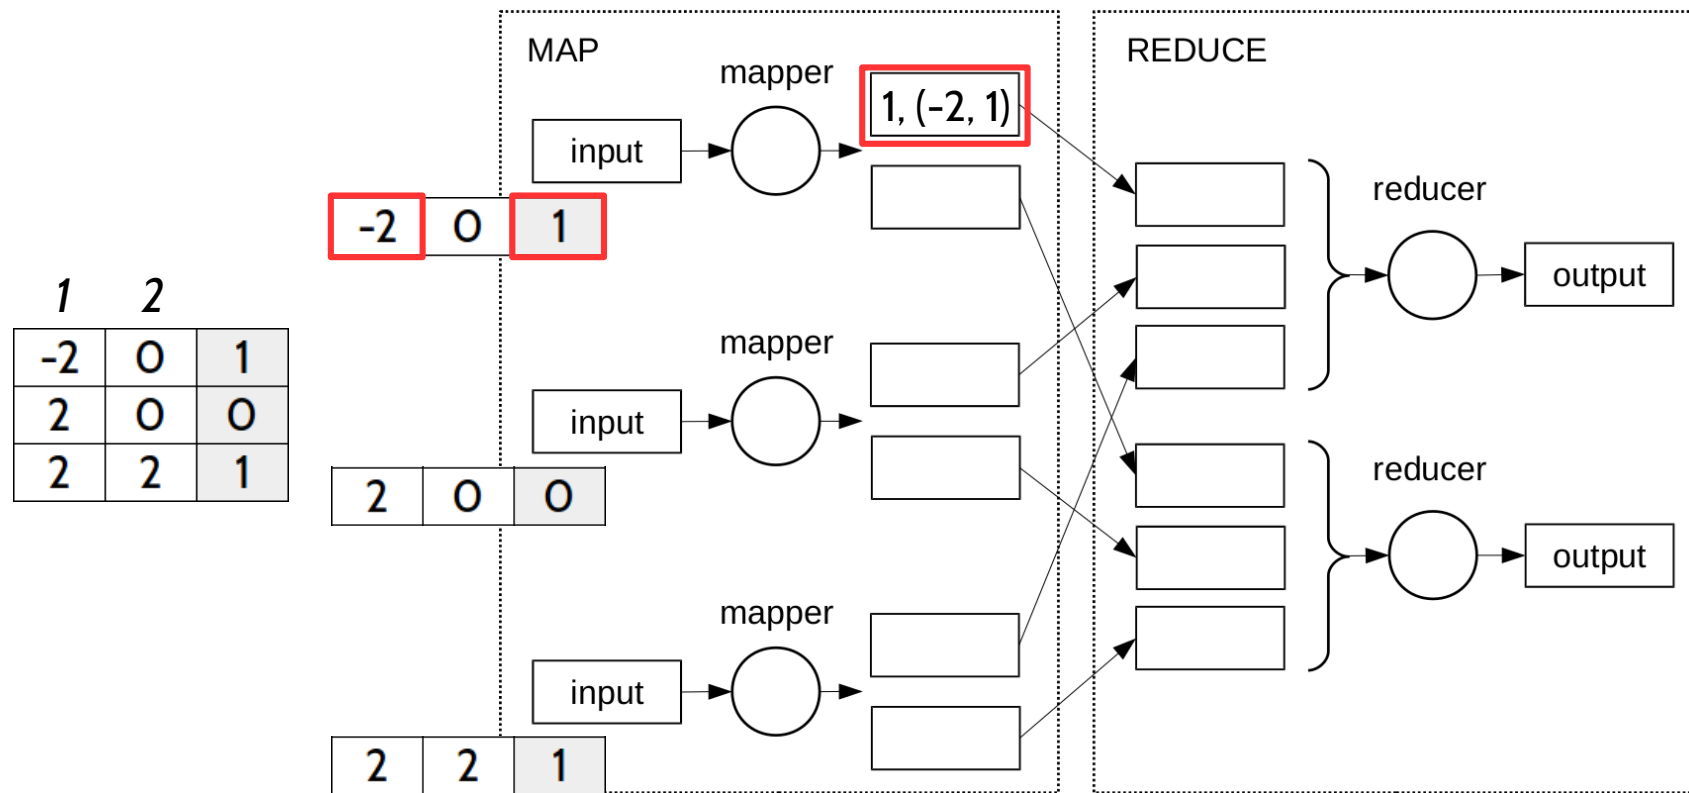 MAP
REDUCE
mapper
1, (-2, 1)
input
reducer
-2 0 1
output
1 2
-2 0 1
2 0 0
2 2 1
mapper
input
reducer
2 0 0
output
mapper
input
2 2 1